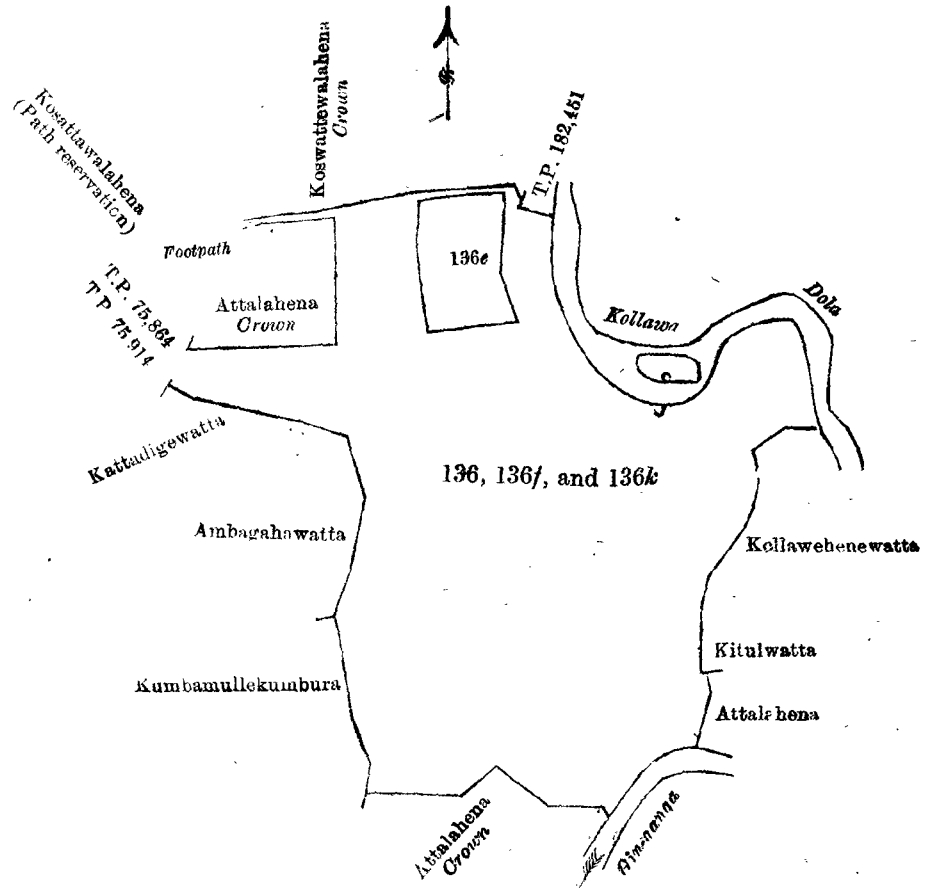 Koswattewalahena
Crown
Kosattawalahena
(Path reservation)
T.P. 182,451
Footpath
136e
T.P. 75,864
T P 75 914
Attalahena
Crown
Kollawa
Dola
c
Kattadigewatta
136, 136f, and 136k
Ambagahawatta
Kollawehenewatta
Kitulwatta
Kumbamullekumbura
Attalahena
Attalahena
Crown